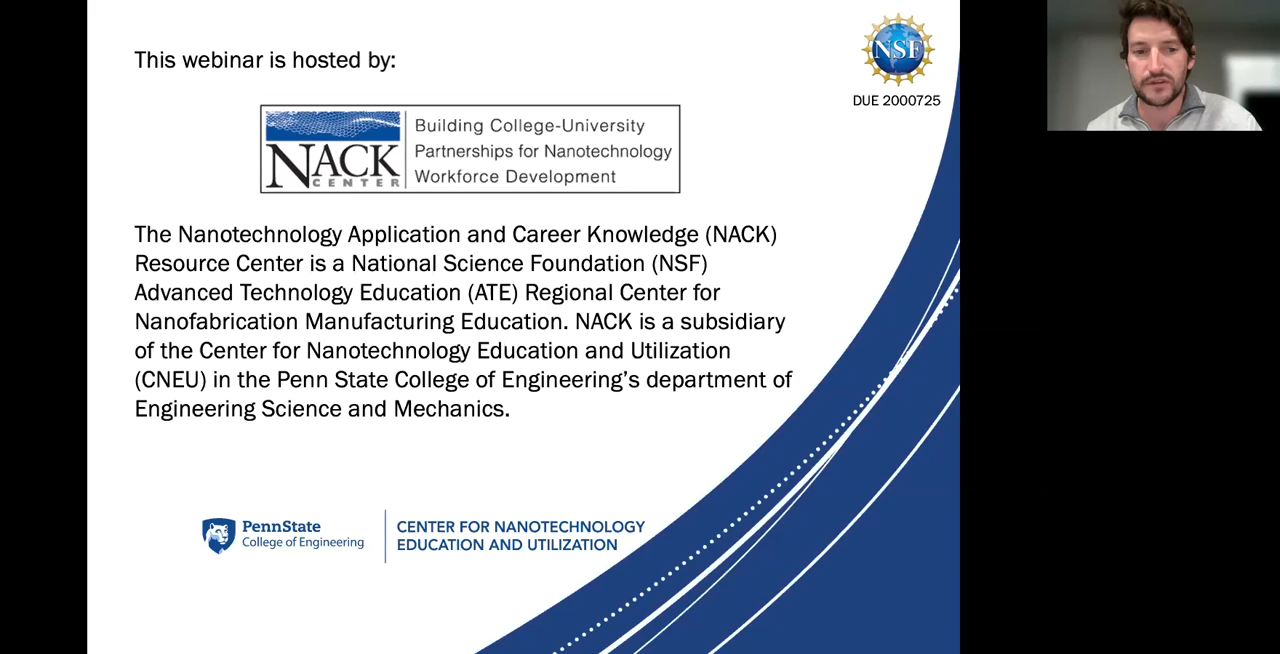 This webinar is hosted by:
NSF
DUE 2000725
NACK
CENTER
Building College-University
Partnerships for Nanotechnology
Workforce Development
The Nanotechnology Application and Career Knowledge (NACK)
Resource Center is a National Science Foundation (NSF)
Advanced Technology Education (ATE) Regional Center for
Nanofabrication Manufacturing Education. NACK is a subsidiary
of the Center for Nanotechnology Education and Utilization
(CNEU) in the Penn State College of Engineering’s department of
Engineering Science and Mechanics.
PennState
College of Engineering
CENTER FOR NANOTECHNOLOGY
EDUCATION AND UTILIZATION